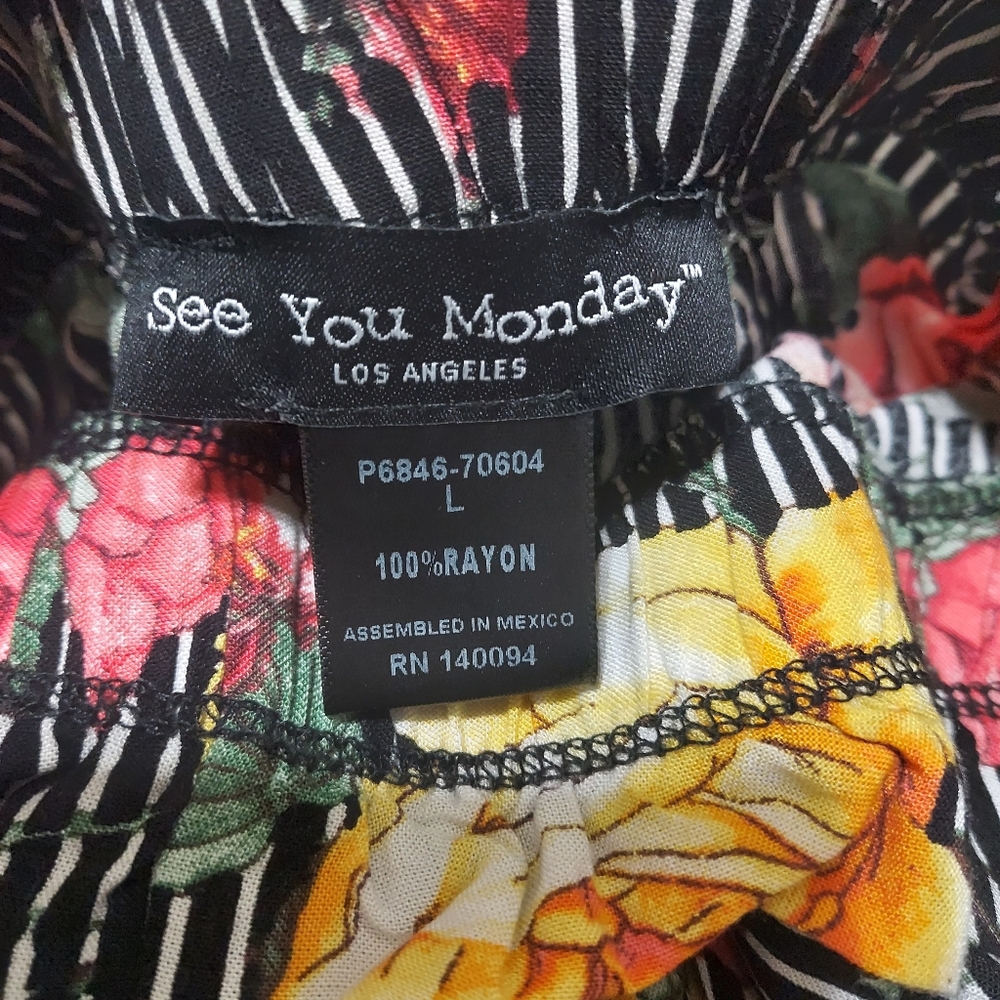 See You Monday™
LOS ANGELES
P6846-70604
L
100%RAYON
ASSEMBLED IN MEXICO
RN 140094